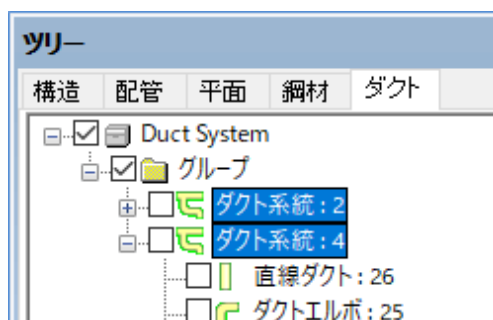 ツリー
構造 配管 平面 鋼材 ダクト
Duct System
グループ
ダクト系統 : 2
ダクト系統 : 4
直線ダクト : 26
ダクトエルボ : 25